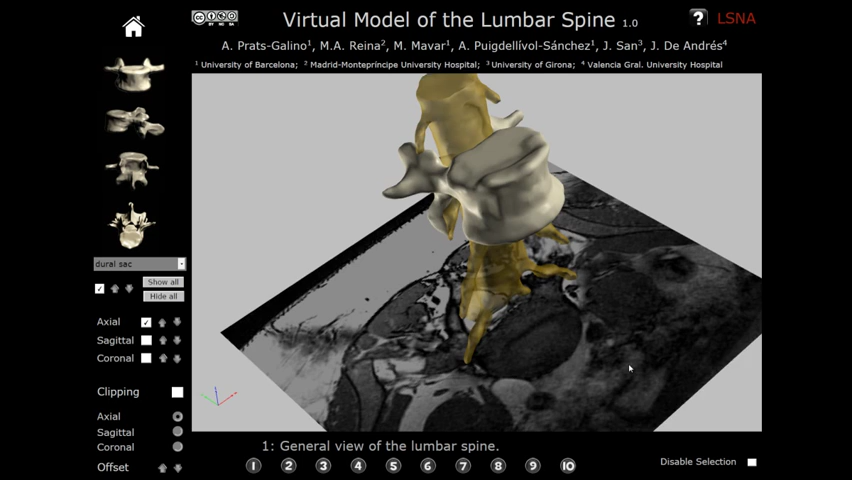 Virtual Model of the Lumbar Spine 1.0
? LSNA
A. Prats-Galino¹, M.A. Reina², M. Mavar³, A. Puigdellívol-Sánchez¹, J. San³, J. De Andrés⁴
¹ University of Barcelona; ² Madrid-Montepríncipe University Hospital; ³ University of Girona; ⁴ Valencia Gral. University Hospital
dural sac
Show all
Hide all
Axial
Sagittal
Coronal
Clipping
Axial
Sagittal
Coronal
Offset
1: General view of the lumbar spine.
1 2 3 4 5 6 7 8 9 10
Disable Selection